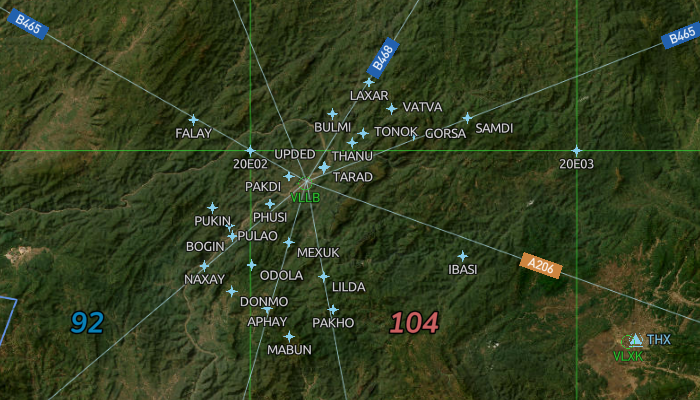 B465
B468
B465
LAXAR
VATVA
BULMI
TONOK
GORSA
SAMDI
FALAY
20E02
UPDED
THANU
20E03
TARAD
PAKDI
VLLB
PUKIN
PHUSI
BOGIN
PULAO
MEXUK
IBASI
A206
NAXAY
ODOLA
LILDA
DONMO
APHAY
PAKHO
92
104
MABUN
THX
VLXK